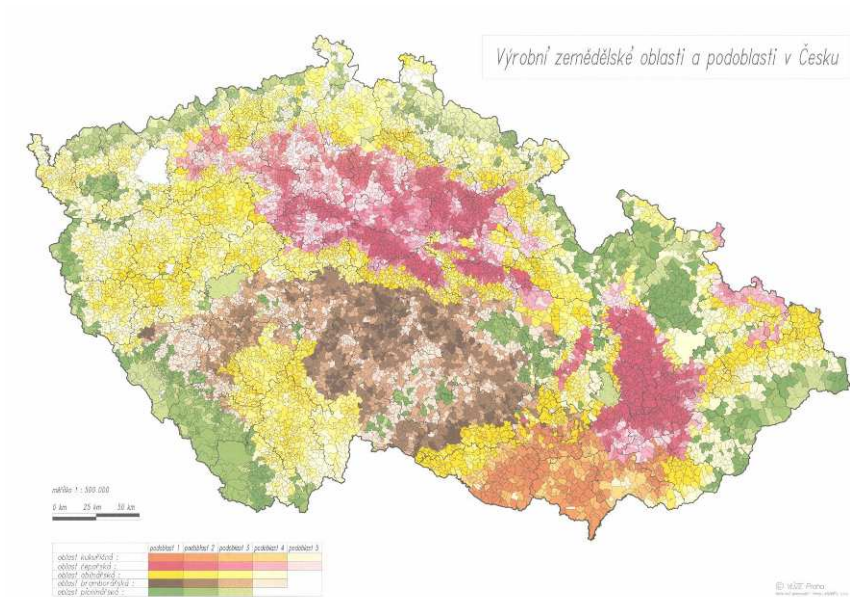 Výrobní zemědělské oblasti a podoblasti v Česku
měřítko 1 : 500 000
0 km 25 km 50 km
podoblast 1 podoblast 2 podoblast 3 podoblast 4 podoblast 5
oblast kukuřičná :
oblast řepařská :
oblast obilnářská :
oblast bramborářská :
oblast pícninářská :
© VÚZE Praha